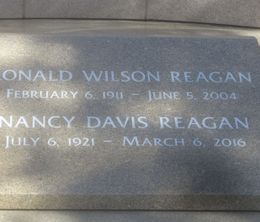 ONALD WILSON REAGAN
FEBRUARY 6, 1911 – JUNE 5, 2004
NANCY DAVIS REAGAN
JULY 6, 1921 – MARCH 6, 2016